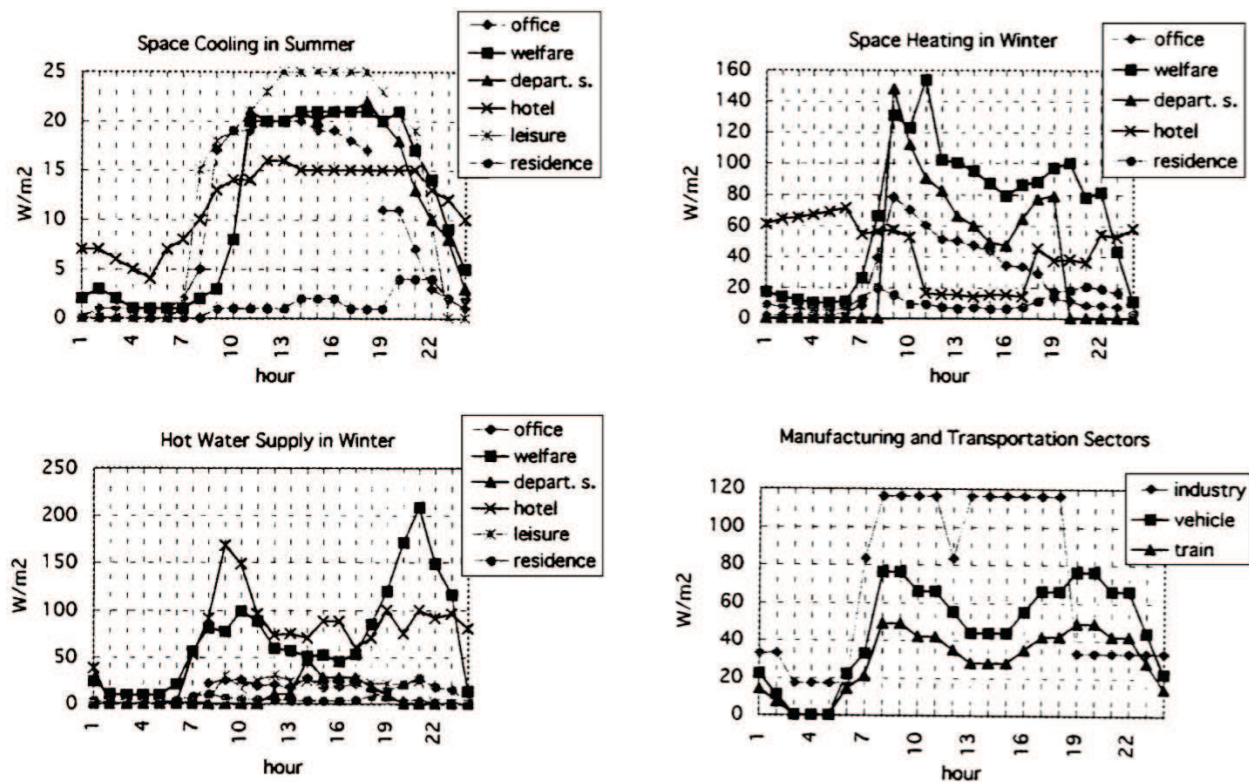 Space Cooling in Summer
office
welfare
depart. s.
hotel
leisure
residence
25
20
15
10
5
0
W/m2
1
4
7
10
13
16
19
22
hour
Space Heating in Winter
office
welfare
depart. s.
hotel
residence
160
140
120
100
80
60
40
20
0
W/m2
1
4
7
10
13
16
19
22
hour
Hot Water Supply in Winter
office
welfare
depart. s.
hotel
leisure
residence
250
200
150
100
50
0
W/m2
1
4
7
10
13
16
19
22
hour
Manufacturing and Transportation Sectors
industry
vehicle
train
120
100
80
60
40
20
0
W/m2
1
4
7
10
13
16
19
22
hour